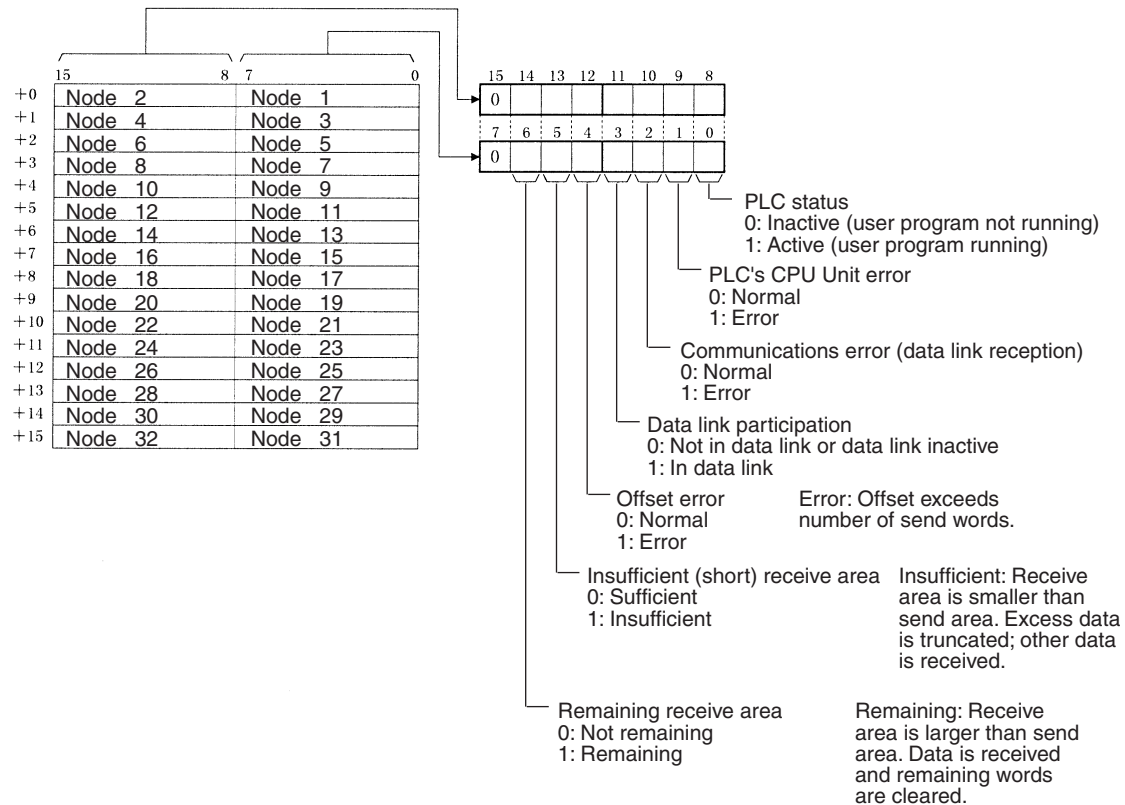 15 8 7 0
+0 Node 2 Node 1
+1 Node 4 Node 3
+2 Node 6 Node 5
+3 Node 8 Node 7
+4 Node 10 Node 9
+5 Node 12 Node 11
+6 Node 14 Node 13
+7 Node 16 Node 15
+8 Node 18 Node 17
+9 Node 20 Node 19
+10 Node 22 Node 21
+11 Node 24 Node 23
+12 Node 26 Node 25
+13 Node 28 Node 27
+14 Node 30 Node 29
+15 Node 32 Node 31
15 14 13 12 11 10 9 8
0
7 6 5 4 3 2 1 0
0
PLC status
0: Inactive (user program not running)
1: Active (user program running)
PLC's CPU Unit error
0: Normal
1: Error
Communications error (data link reception)
0: Normal
1: Error
Data link participation
0: Not in data link or data link inactive
1: In data link
Offset error
0: Normal
1: Error
Error: Offset exceeds
number of send words.
Insufficient (short) receive area
0: Sufficient
1: Insufficient
Insufficient: Receive
area is smaller than
send area. Excess data
is truncated; other data
is received.
Remaining receive area
0: Not remaining
1: Remaining
Remaining: Receive
area is larger than send
area. Data is received
and remaining words
are cleared.